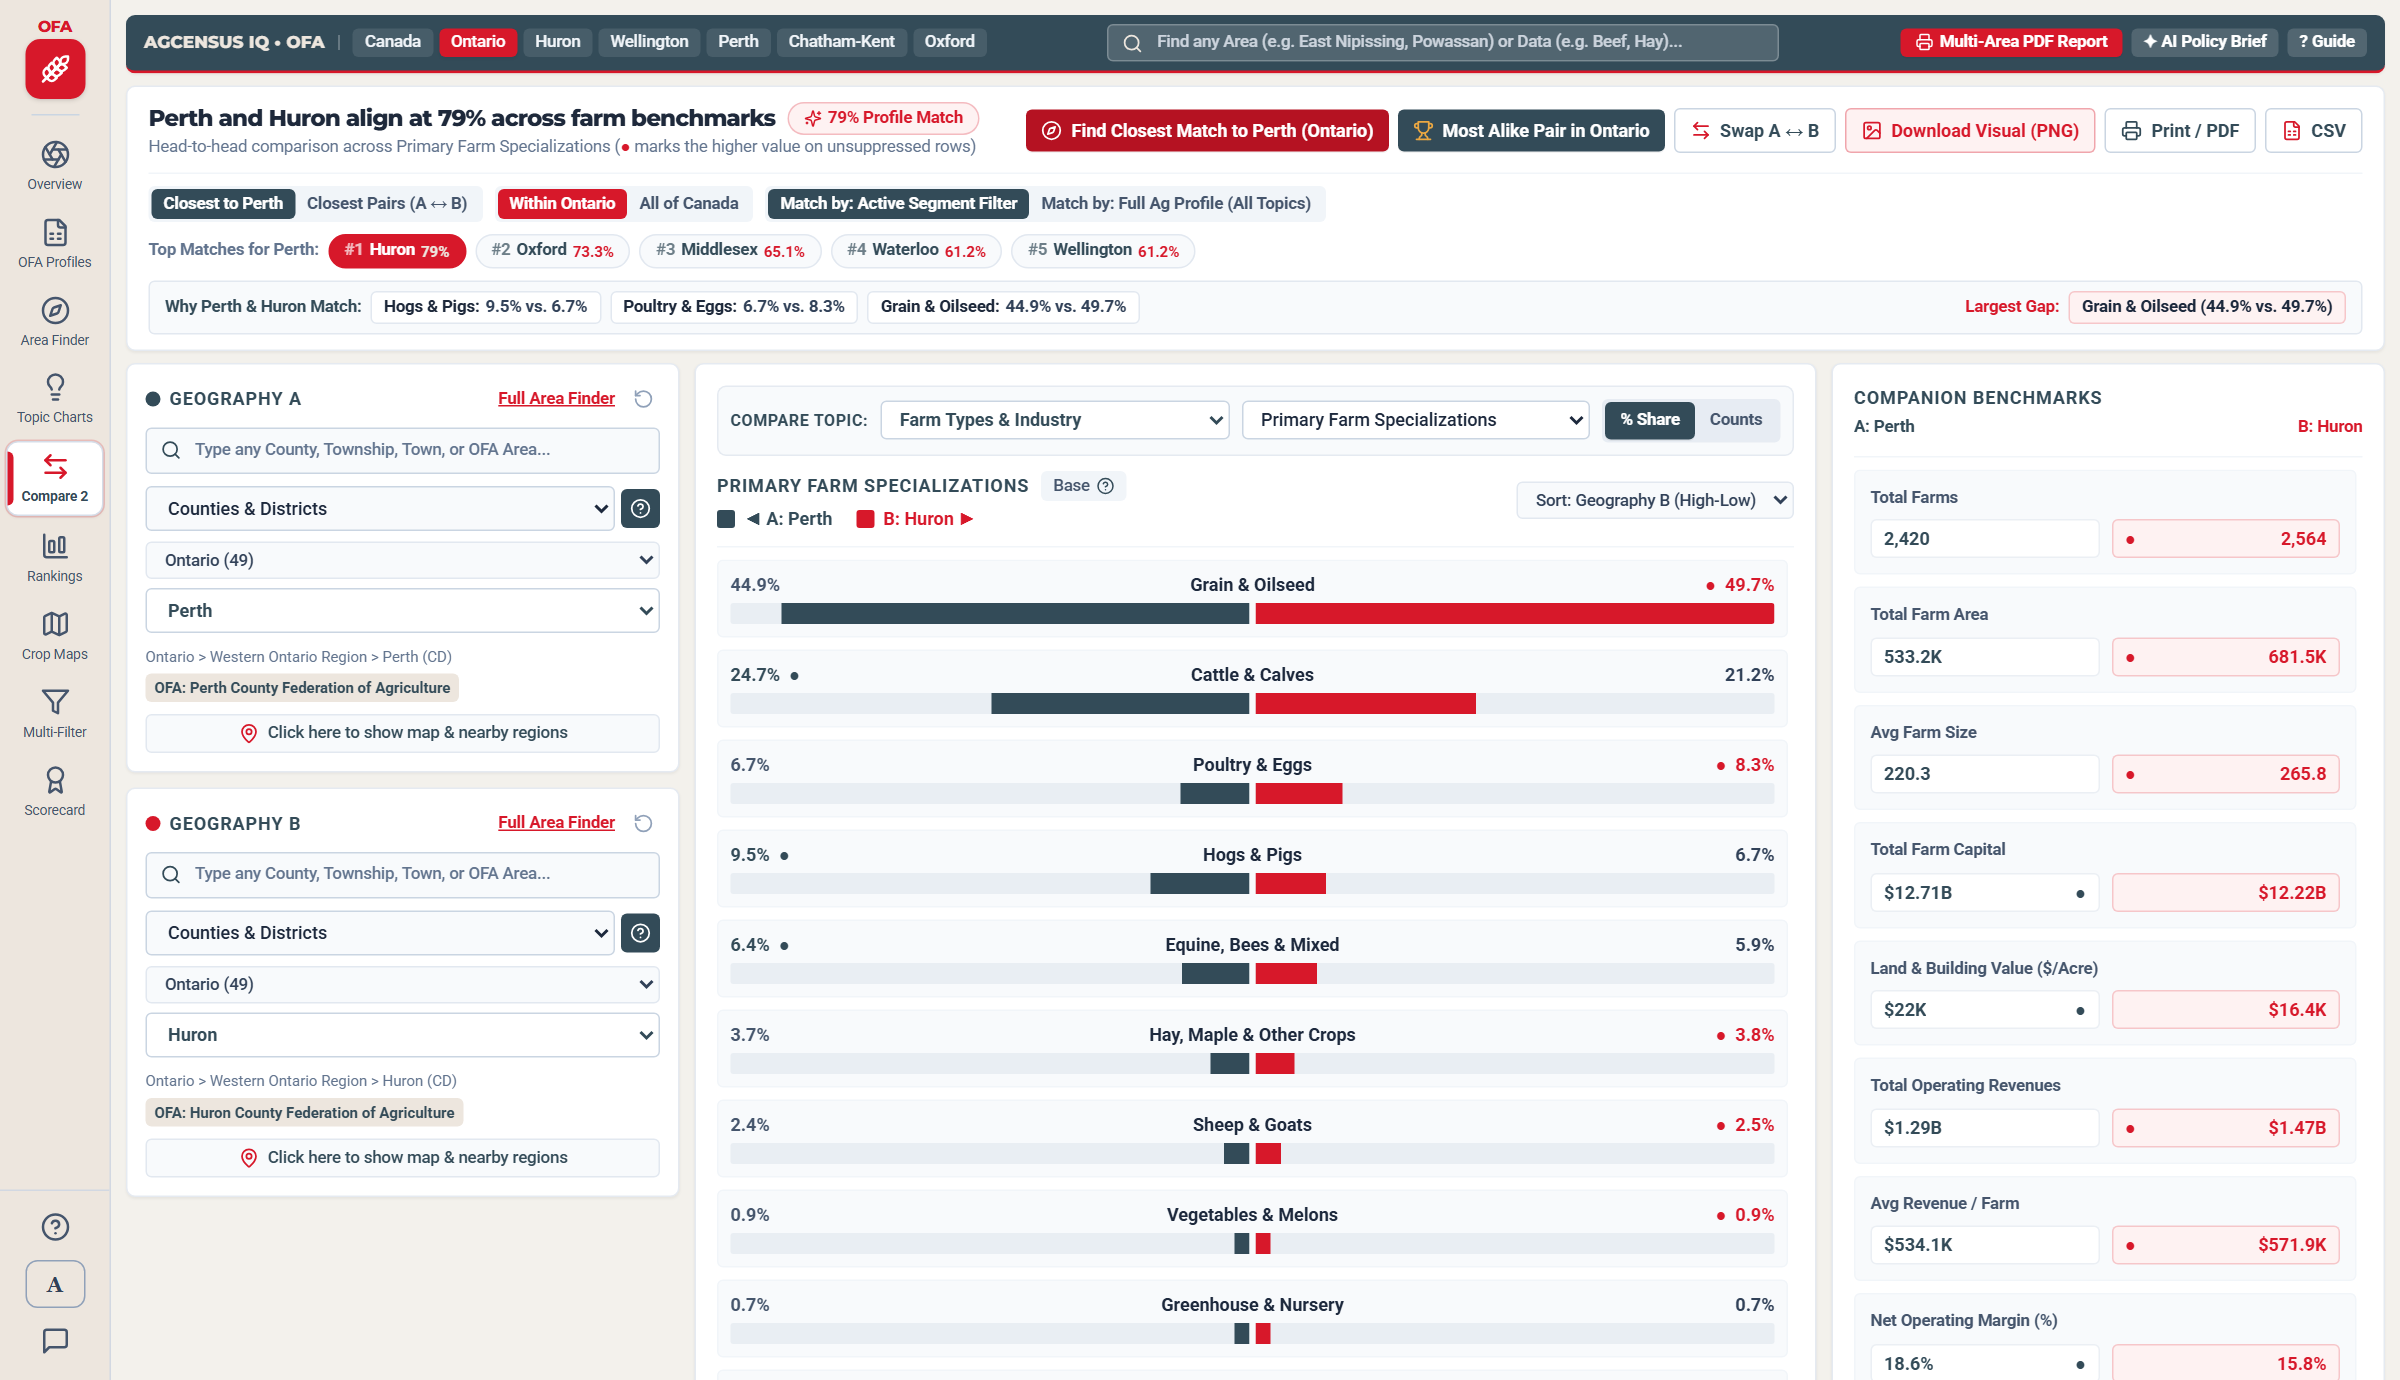 OFA
Overview
OFA Profiles
Area Finder
Topic Charts
Compare 2
Rankings
Crop Maps
Multi-Filter
Scorecard
A
AGCENSUS IQ • OFA | Canada Ontario Huron Wellington Perth Chatham-Kent Oxford
Find any Area (e.g. East Nipissing, Powassan) or Data (e.g. Beef, Hay)...
Multi-Area PDF Report ✦ AI Policy Brief ? Guide
Perth and Huron align at 79% across farm benchmarks 79% Profile Match
Head-to-head comparison across Primary Farm Specializations (● marks the higher value on unsuppressed rows)
Find Closest Match to Perth (Ontario) Most Alike Pair in Ontario Swap A ↔ B Download Visual (PNG) Print / PDF CSV
Closest to Perth Closest Pairs (A ↔ B) Within Ontario All of Canada Match by: Active Segment Filter Match by: Full Ag Profile (All Topics)
Top Matches for Perth: #1 Huron 79% #2 Oxford 73.3% #3 Middlesex 65.1% #4 Waterloo 61.2% #5 Wellington 61.2%
Why Perth & Huron Match: Hogs & Pigs: 9.5% vs. 6.7% Poultry & Eggs: 6.7% vs. 8.3% Grain & Oilseed: 44.9% vs. 49.7%
Largest Gap: Grain & Oilseed (44.9% vs. 49.7%)
GEOGRAPHY A Full Area Finder
Type any County, Township, Town, or OFA Area...
Counties & Districts
Ontario (49)
Perth
Ontario > Western Ontario Region > Perth (CD)
OFA: Perth County Federation of Agriculture
Click here to show map & nearby regions
GEOGRAPHY B Full Area Finder
Type any County, Township, Town, or OFA Area...
Counties & Districts
Ontario (49)
Huron
Ontario > Western Ontario Region > Huron (CD)
OFA: Huron County Federation of Agriculture
Click here to show map & nearby regions
COMPARE TOPIC: Farm Types & Industry Primary Farm Specializations % Share Counts
PRIMARY FARM SPECIALIZATIONS Base
◀ A: Perth B: Huron ▶
Sort: Geography B (High-Low)
44.9% Grain & Oilseed ● 49.7%
24.7% ● Cattle & Calves 21.2%
6.7% Poultry & Eggs ● 8.3%
9.5% ● Hogs & Pigs 6.7%
6.4% ● Equine, Bees & Mixed 5.9%
3.7% Hay, Maple & Other Crops ● 3.8%
2.4% Sheep & Goats ● 2.5%
0.9% Vegetables & Melons ● 0.9%
0.7% Greenhouse & Nursery 0.7%
COMPANION BENCHMARKS
A: Perth B: Huron
Total Farms
2,420 ● 2,564
Total Farm Area
533.2K ● 681.5K
Avg Farm Size
220.3 ● 265.8
Total Farm Capital
$12.71B ● $12.22B
Land & Building Value ($/Acre)
$22K ● $16.4K
Total Operating Revenues
$1.29B ● $1.47B
Avg Revenue / Farm
$534.1K ● $571.9K
Net Operating Margin (%)
18.6% ● 15.8%